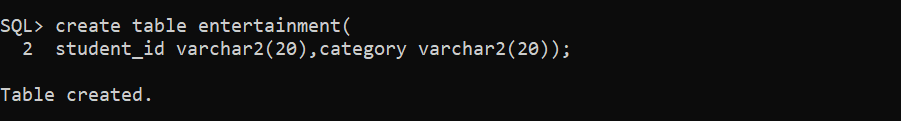 SQL> create table entertainment(
  2  student_id varchar2(20),category varchar2(20));
Table created.